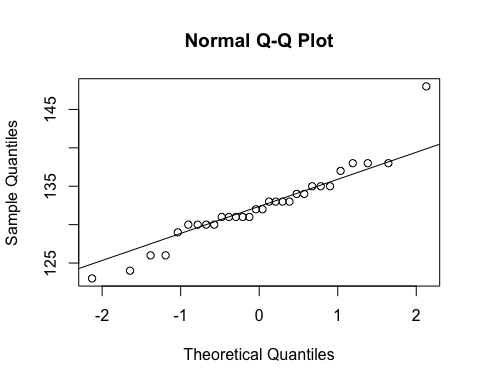 Normal Q-Q Plot
145
135
125
Sample Quantiles
-2 -1 0 1 2
Theoretical Quantiles